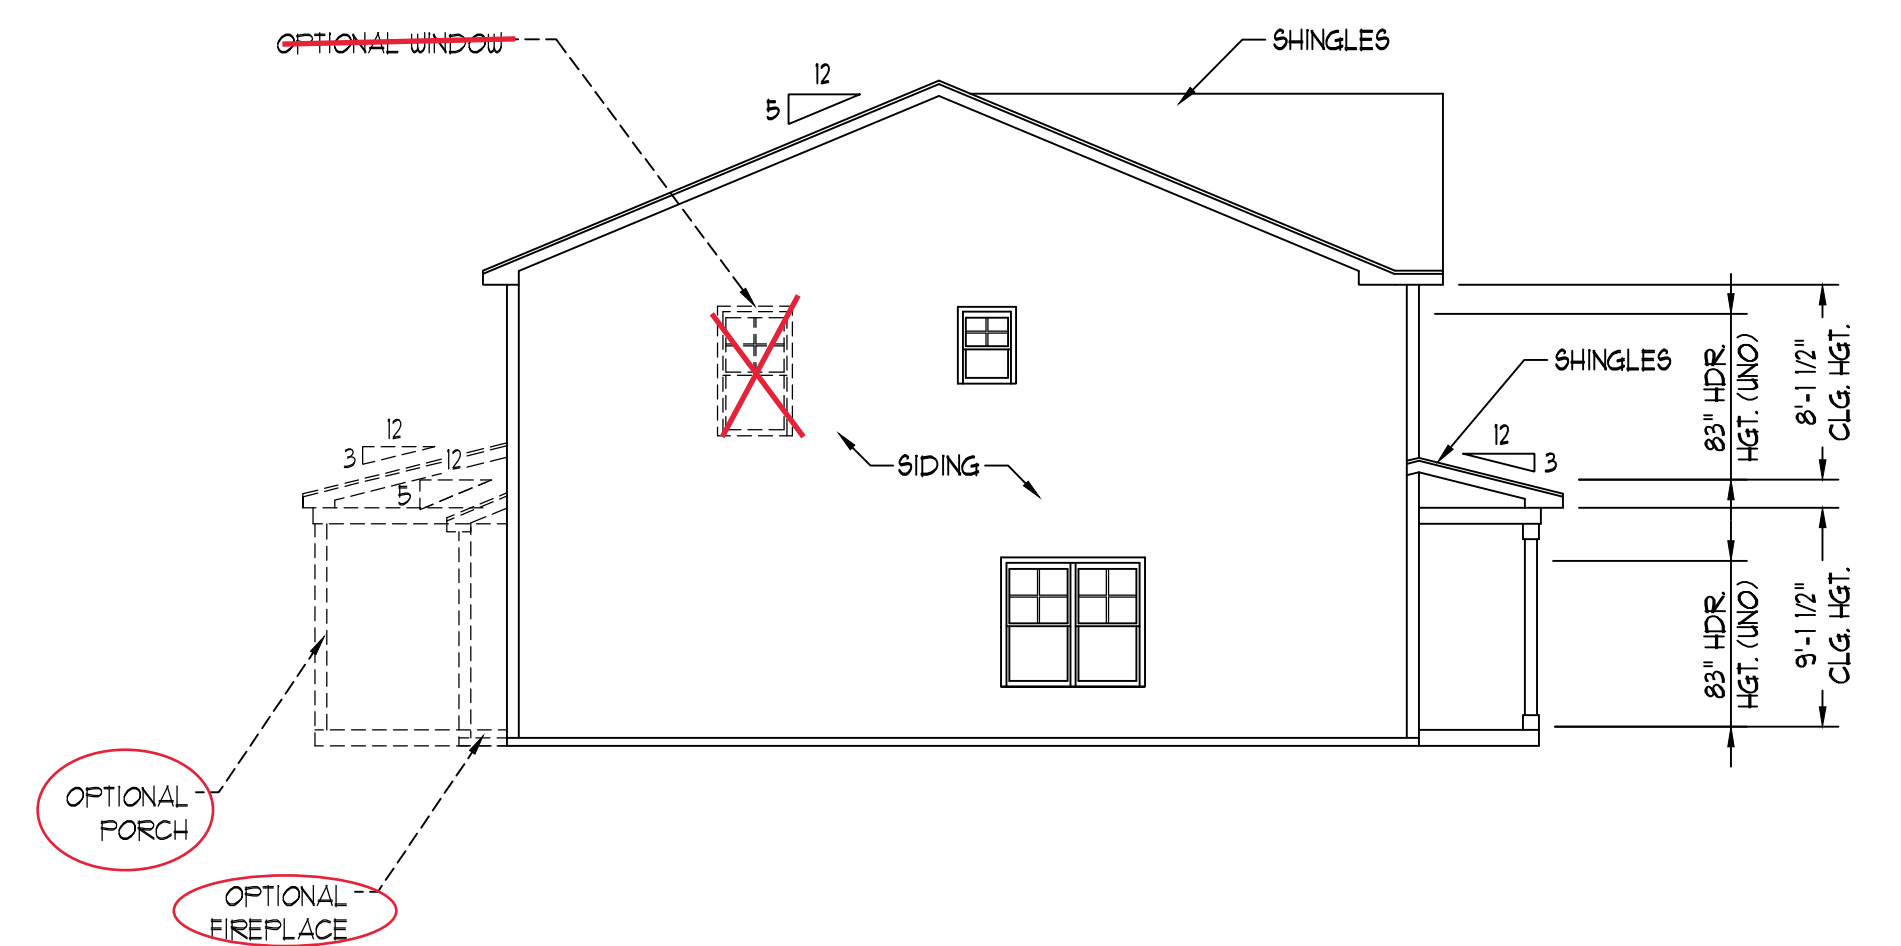 OPTIONAL WINDOW
SHINGLES
12
5
SHINGLES
12
3
12
3
12
5
SIDING
83" HDR.
HGT. (UNO)
8'-1 1/2"
CLG. HGT.
83" HDR.
HGT. (UNO)
9'-1 1/2"
CLG. HGT.
OPTIONAL
PORCH
OPTIONAL
FIREPLACE